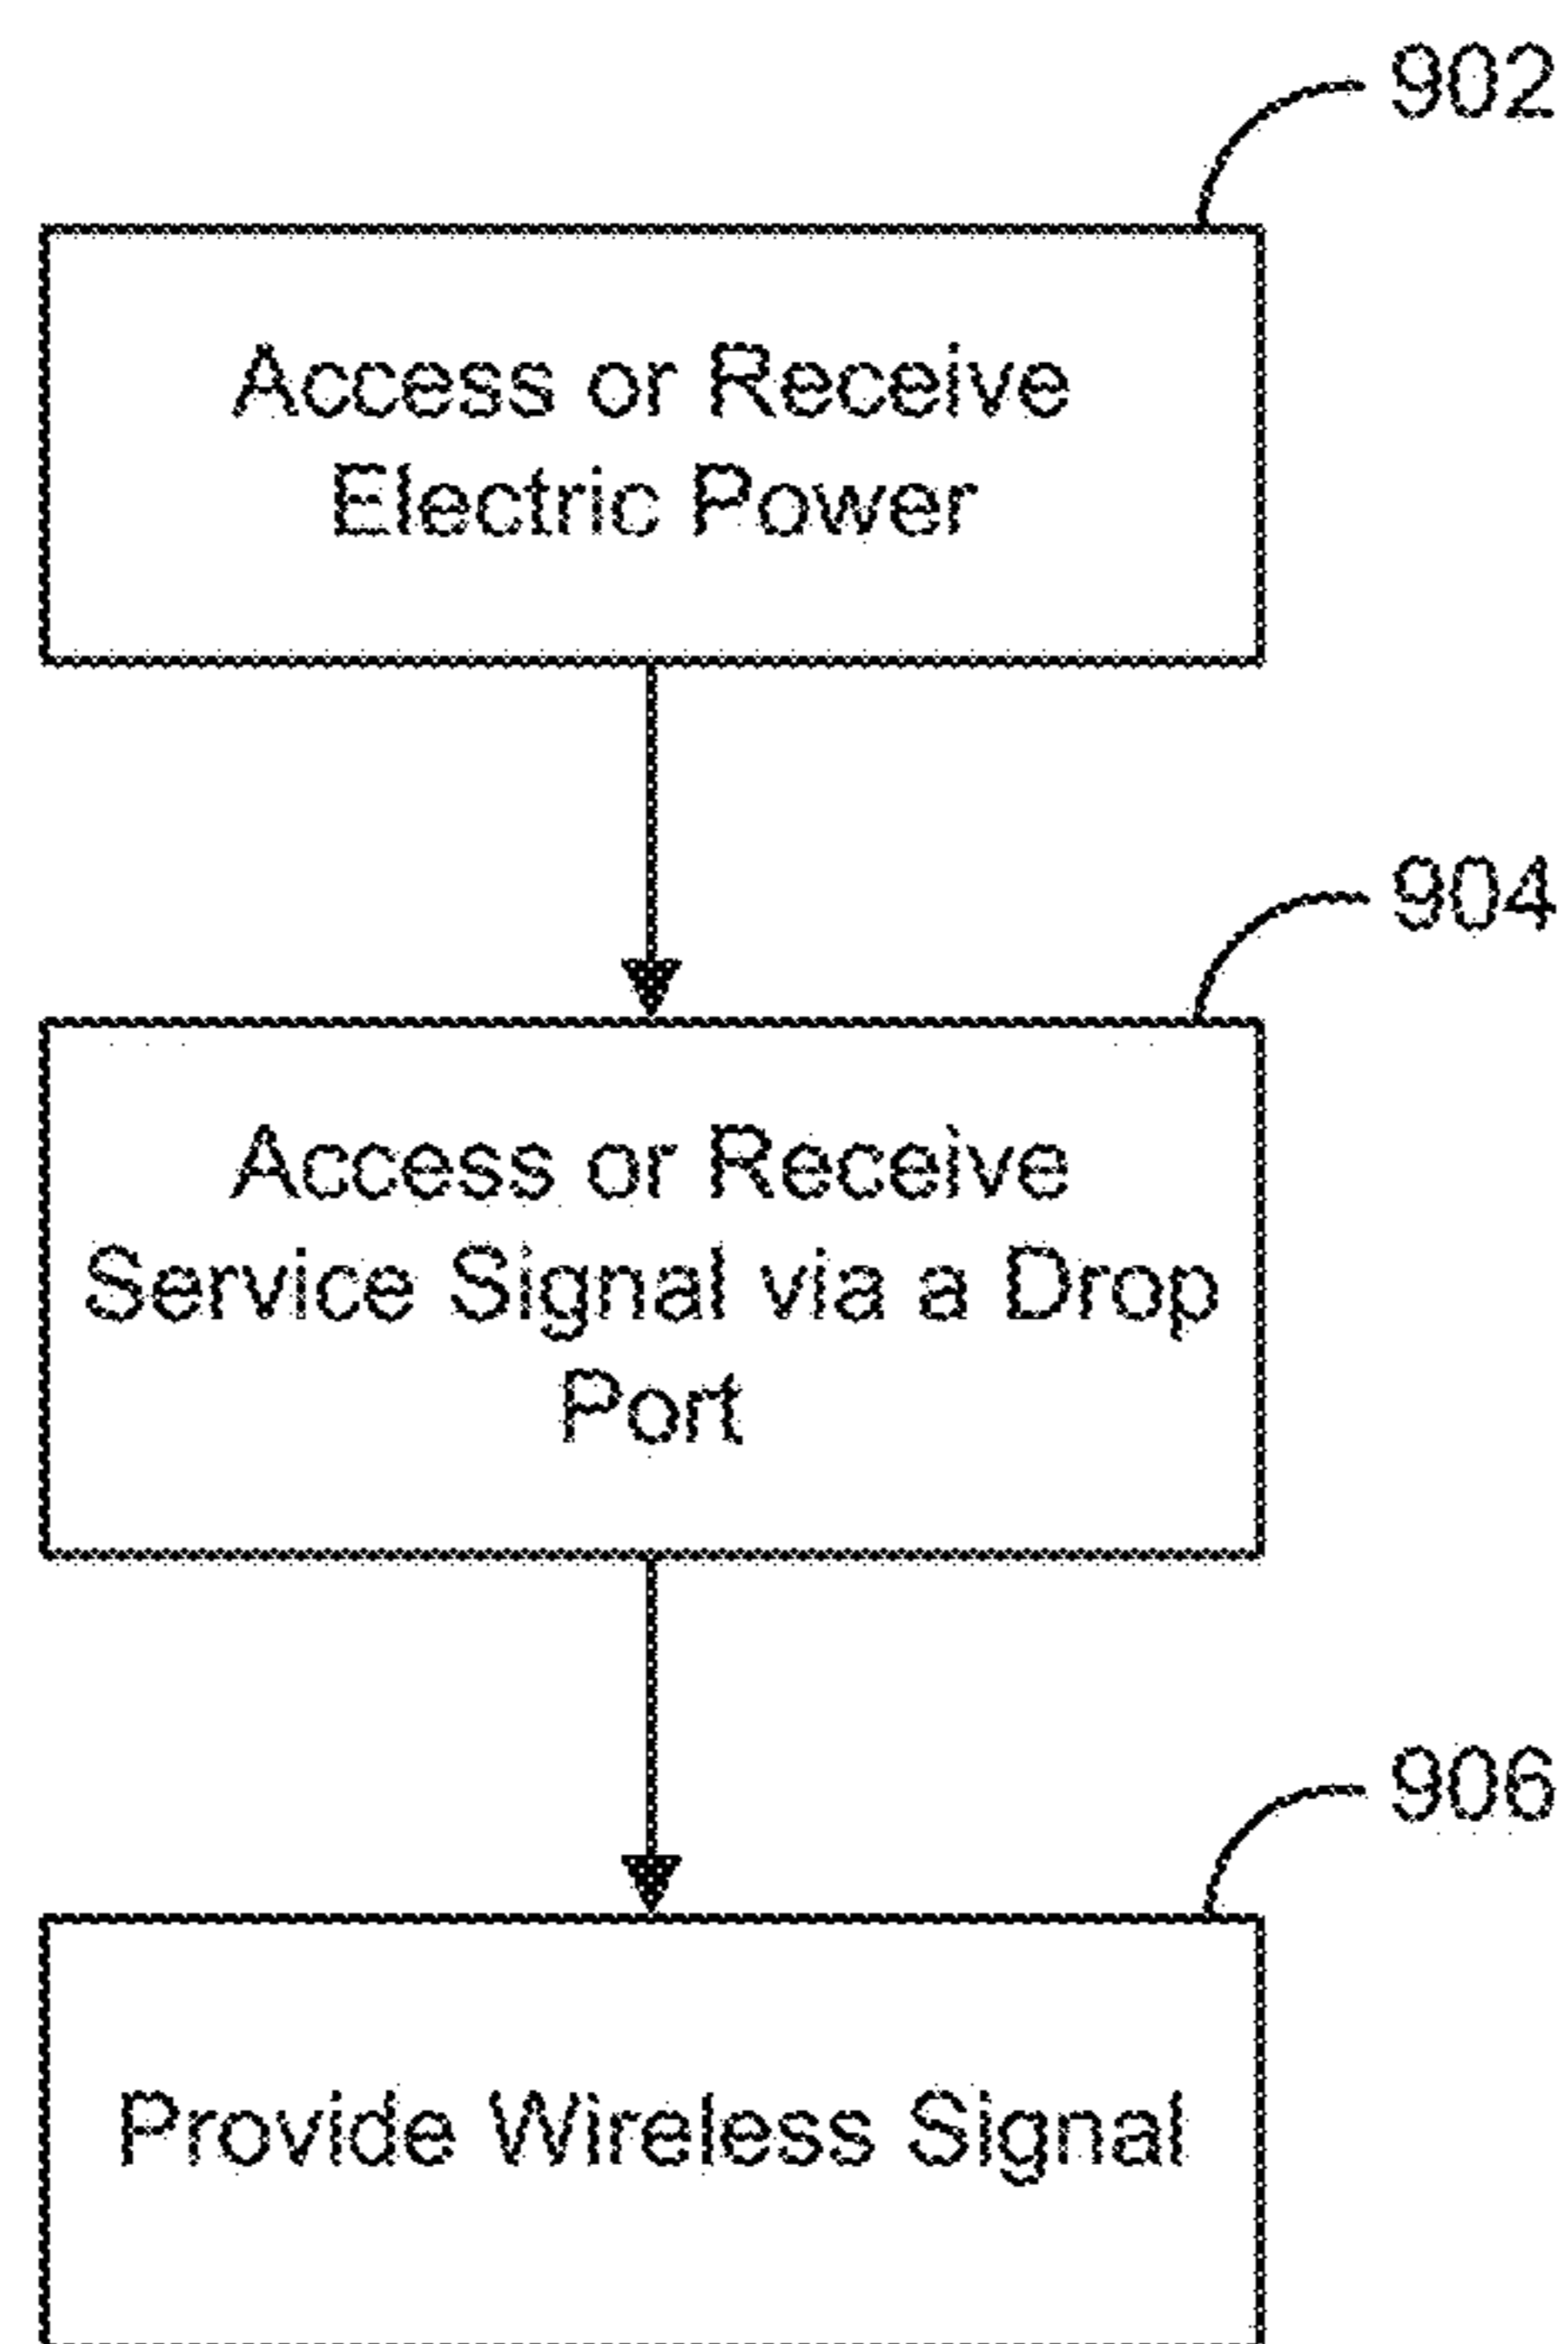 902
Access or Receive
Electric Power
904
Access or Receive
Service Signal via a Drop
Port
906
Provide Wireless Signal